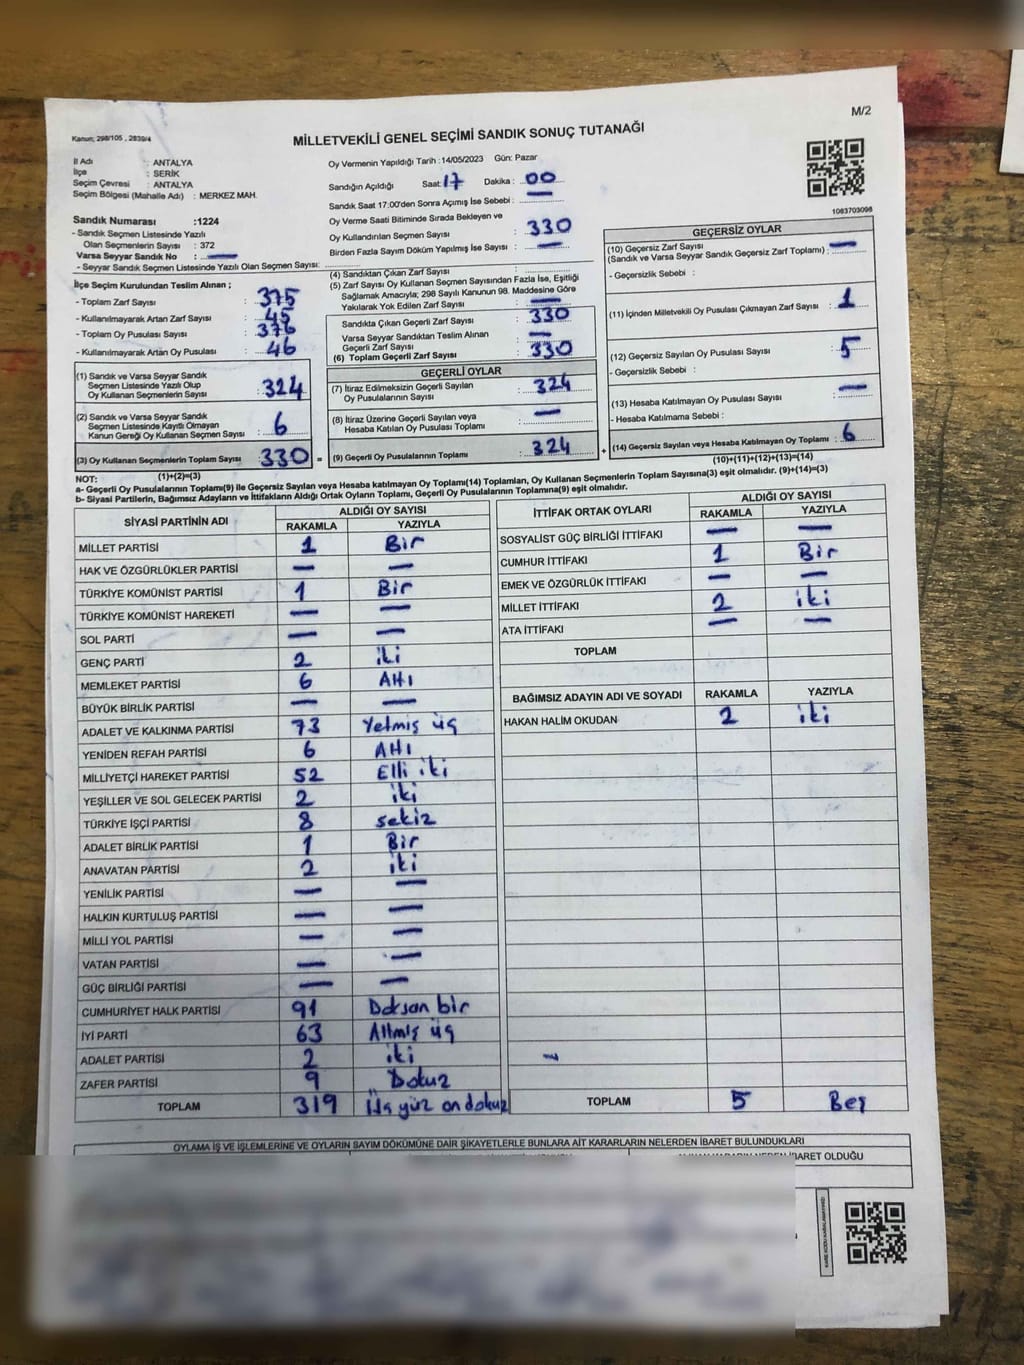 M/2
Kanun; 298/105 , 2839/4
MİLLETVEKİLİ GENEL SEÇİMİ SANDIK SONUÇ TUTANAĞI
İl Adı : ANTALYA
İlçe : SERİK
Seçim Çevresi : ANTALYA
Seçim Bölgesi (Mahalle Adı) : MERKEZ MAH.
Oy Vermenin Yapıldığı Tarih :14/05/2023 Gün: Pazar
Sandığın Açıldığı Saat: 17 Dakika : 00
Sandık Saat 17:00'den Sonra Açımış İse Sebebi : —
Oy Verme Saati Bitiminde Sırada Bekleyen ve
Oy Kullandırılan Seçmen Sayısı : 330
Birden Fazla Sayım Döküm Yapılmış İse Sayısı : —
1083703098
Sandık Numarası :1224
- Sandık Seçmen Listesinde Yazılı
Olan Seçmenlerin Sayısı : 372
Varsa Seyyar Sandık No : —
- Seyyar Sandık Seçmen Listesinde Yazılı Olan Seçmen Sayısı:
İlçe Seçim Kurulundan Teslim Alınan ;
- Toplam Zarf Sayısı : 375
- Kullanılmayarak Artan Zarf Sayısı : 45
- Toplam Oy Pusulası Sayısı : 376
- Kullanılmayarak Artan Oy Pusulası : 46
(1) Sandık ve Varsa Seyyar Sandık
Seçmen Listesinde Yazılı Olup
Oy Kullanan Seçmenlerin Sayısı : 324
(2) Sandık ve Varsa Seyyar Sandık
Seçmen Listesinde Kayıtlı Olmayan
Kanun Gereği Oy Kullanan Seçmen Sayısı : 6
(3) Oy Kullanan Seçmenlerin Toplam Sayısı : 330 =
(1)+(2)=(3)
(4) Sandıktan Çıkan Zarf Sayısı :
(5) Zarf Sayısı Oy Kullanan Seçmen Sayısından Fazla İse, Eşitliği
Sağlamak Amacıyla; 298 Sayılı Kanunun 98. Maddesine Göre
Yakılarak Yok Edilen Zarf Sayısı : —
Sandıkta Çıkan Geçerli Zarf Sayısı : 330
Varsa Seyyar Sandıktan Teslim Alınan
Geçerli Zarf Sayısı : —
(6) Toplam Geçerli Zarf Sayısı : 330
GEÇERLİ OYLAR
(7) İtiraz Edilmeksizin Geçerli Sayılan
Oy Pusulalarının Sayısı : 324
(8) İtiraz Üzerine Geçerli Sayılan veya
Hesaba Katılan Oy Pusulası Toplamı : —
(9) Geçerli Oy Pusulalarının Toplamı : 324 +
GEÇERSİZ OYLAR
(10) Geçersiz Zarf Sayısı
(Sandık ve Varsa Seyyar Sandık Geçersiz Zarf Toplamı) : —
- Geçersizlik Sebebi :
(11) İçinden Milletvekili Oy Pusulası Çıkmayan Zarf Sayısı : 1
(12) Geçersiz Sayılan Oy Pusulası Sayısı : 5
- Geçersizlik Sebebi :
(13) Hesaba Katılmayan Oy Pusulası Sayısı : —
- Hesaba Katılmama Sebebi :
(14) Geçersiz Sayılan veya Hesaba Katılmayan Oy Toplamı : 6
(10)+(11)+(12)+(13)=(14)
NOT:
a- Geçerli Oy Pusulalarının Toplamı(9) ile Geçersiz Sayılan veya Hesaba katılmayan Oy Toplamı(14) Toplamları, Oy Kullanan Seçmenlerin Toplam Sayısına(3) eşit olmalıdır. (9)+(14)=(3)
b- Siyasi Partilerin, Bağımsız Adayların ve İttifakların Aldığı Ortak Oyların Toplamı, Geçerli Oy Pusulalarının Toplamına(9) eşit olmalıdır.
SİYASİ PARTİNİN ADI ALDIĞI OY SAYISI
RAKAMLA YAZIYLA
MİLLET PARTİSİ 1 Bir
HAK VE ÖZGÜRLÜKLER PARTİSİ — —
TÜRKİYE KOMÜNİST PARTİSİ 1 Bir
TÜRKİYE KOMÜNİST HAREKETİ — —
SOL PARTİ — —
GENÇ PARTİ 2 iki
MEMLEKET PARTİSİ 6 Altı
BÜYÜK BİRLİK PARTİSİ — —
ADALET VE KALKINMA PARTİSİ 73 Yetmiş üç
YENİDEN REFAH PARTİSİ 6 Altı
MİLLİYETÇİ HAREKET PARTİSİ 52 Elli iki
YEŞİLLER VE SOL GELECEK PARTİSİ 2 iki
TÜRKİYE İŞÇİ PARTİSİ 8 sekiz
ADALET BİRLİK PARTİSİ 1 Bir
ANAVATAN PARTİSİ 2 iki
YENİLİK PARTİSİ — —
HALKIN KURTULUŞ PARTİSİ — —
MİLLİ YOL PARTİSİ — —
VATAN PARTİSİ — —
GÜÇ BİRLİĞİ PARTİSİ — —
CUMHURİYET HALK PARTİSİ 91 Doksan bir
İYİ PARTİ 63 Altmış üç
ADALET PARTİSİ 2 iki
ZAFER PARTİSİ 9 Dokuz
TOPLAM 319 Üç yüz on dokuz
İTTİFAK ORTAK OYLARI ALDIĞI OY SAYISI
RAKAMLA YAZIYLA
SOSYALİST GÜÇ BİRLİĞİ İTTİFAKI — —
CUMHUR İTTİFAKI 1 Bir
EMEK VE ÖZGÜRLÜK İTTİFAKI — —
MİLLET İTTİFAKI 2 iki
ATA İTTİFAKI — —
TOPLAM
BAĞIMSIZ ADAYIN ADI VE SOYADI RAKAMLA YAZIYLA
HAKAN HALİM OKUDAN 2 iki
TOPLAM 5 Beş
OYLAMA İŞ VE İŞLEMLERİNE VE OYLARIN SAYIM DÖKÜMÜNE DAİR ŞİKAYETLERLE BUNLARA AİT KARARLARIN NELERDEN İBARET BULUNDUKLARI
İBARET OLDUĞU